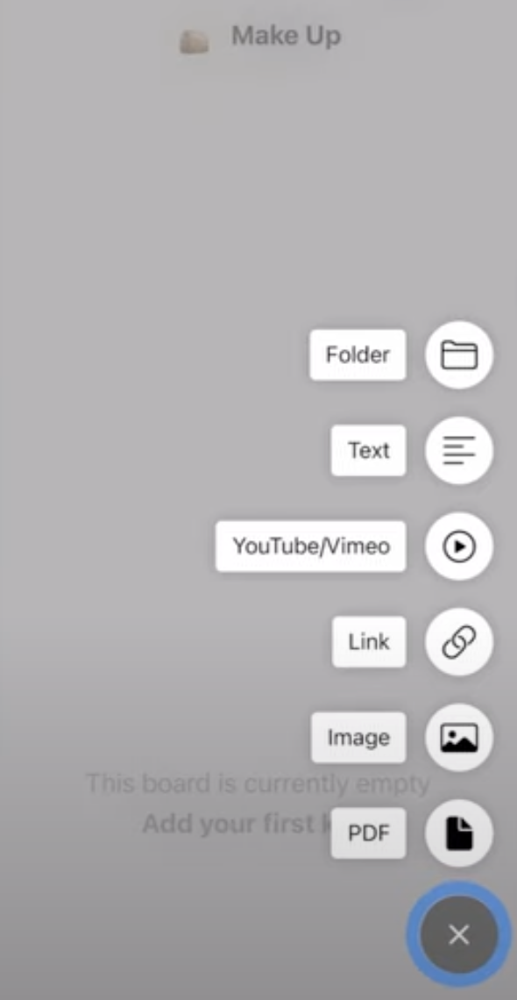 Make Up
Folder
Text
YouTube/Vimeo
Link
Image
This board is currently empty
Add your first
PDF